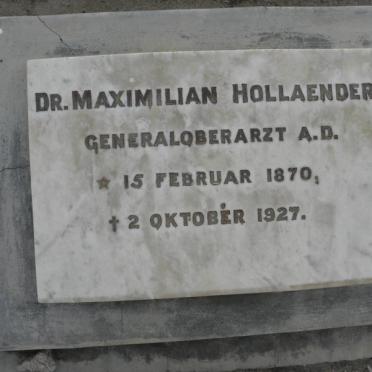 DR. MAXIMILIAN HOLLAENDER
GENERALOBERARZT A.D.
☆ 15 FEBRUAR 1870,
✝ 2 OKTOBER 1927.